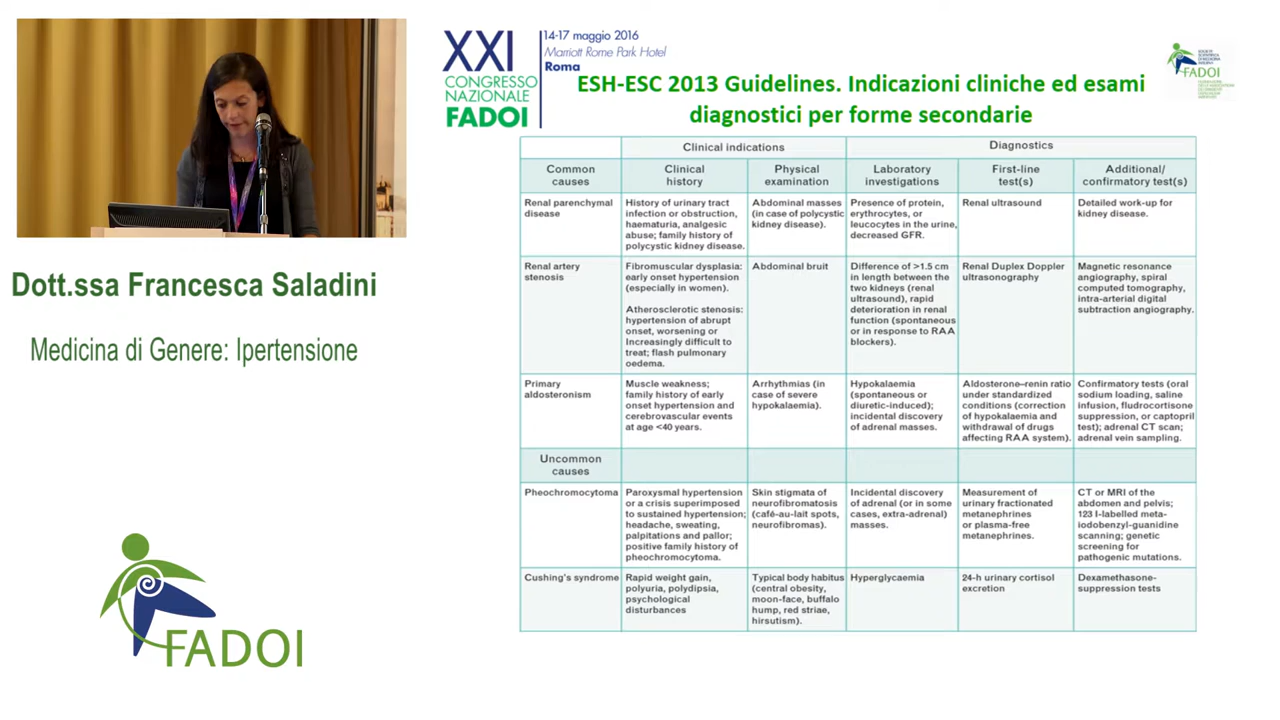 XXI
CONGRESSO
NAZIONALE
FADOI
14-17 maggio 2016
Marriott Rome Park Hotel
Roma
FADOI
ESH-ESC 2013 Guidelines. Indicazioni cliniche ed esami
diagnostici per forme secondarie
Dott.ssa Francesca Saladini
Medicina di Genere: Ipertensione
FADOI
Clinical indications
Diagnostics
Common
causes
Clinical
history
Physical
examination
Laboratory
investigations
First-line
test(s)
Additional/
confirmatory test(s)
Renal parenchymal
disease
History of urinary tract
infection or obstruction,
haematuria, analgesic
abuse; family history of
polycystic kidney disease.
Abdominal masses
(in case of polycystic
kidney disease).
Presence of protein,
erythrocytes, or
leucocytes in the urine,
decreased GFR.
Renal ultrasound
Detailed work-up for
kidney disease.
Renal artery
stenosis
Fibromuscular dysplasia:
early onset hypertension
(especially in women).
Atherosclerotic stenosis:
hypertension of abrupt
onset, worsening or
Increasingly difficult to
treat; flash pulmonary
oedema.
Abdominal bruit
Difference of >1.5 cm
in length between the
two kidneys (renal
ultrasound), rapid
deterioration in renal
function (spontaneous
or in response to RAA
blockers).
Renal Duplex Doppler
ultrasonography
Magnetic resonance
angiography, spiral
computed tomography,
intra-arterial digital
subtraction angiography.
Primary
aldosteronism
Muscle weakness;
family history of early
onset hypertension and
cerebrovascular events
at age <40 years.
Arrhythmias (in
case of severe
hypokalaemia).
Hypokalaemia
(spontaneous or
diuretic-induced);
incidental discovery
of adrenal masses.
Aldosterone–renin ratio
under standardized
conditions (correction
of hypokalaemia and
withdrawal of drugs
affecting RAA system).
Confirmatory tests (oral
sodium loading, saline
infusion, fludrocortisone
suppression, or captopril
test); adrenal CT scan;
adrenal vein sampling.
Uncommon
causes
Pheochromocytoma
Paroxysmal hypertension
or a crisis superimposed
to sustained hypertension;
headache, sweating,
palpitations and pallor;
positive family history of
pheochromocytoma.
Skin stigmata of
neurofibromatosis
(café-au-lait spots,
neurofibromas).
Incidental discovery
of adrenal (or in some
cases, extra-adrenal)
masses.
Measurement of
urinary fractionated
metanephrines
or plasma-free
metanephrines.
CT or MRI of the
abdomen and pelvis;
123 I-labelled meta-
iodobenzyl-guanidine
scanning; genetic
screening for
pathogenic mutations.
Cushing's syndrome
Rapid weight gain,
polyuria, polydipsia,
psychological
disturbances
Typical body habitus
(central obesity,
moon-face, buffalo
hump, red striae,
hirsutism).
Hyperglycaemia
24-h urinary cortisol
excretion
Dexamethasone-
suppression tests